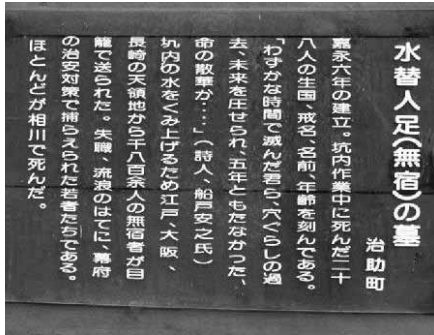 水替人足(無宿)の墓
治助町
嘉永六年の建立。坑内作業中に死んだ二十
八人の生国、戒名、名前、年齢を刻んである。
「わずかな時間で滅んだ君ら、穴ぐらしの過
去、未来を圧せられ、五年ともたなかった、
命の散華が‥‥」(詩人、船戸安之氏)
坑内の水をくみ上げるため江戸、大阪、
長崎の天領地から千八百余人の無宿者が目
籠で送られた。失職、流浪のはてに、幕府
の治安対策で捕らえられた若者たちである。
ほとんどが相川で死んだ。